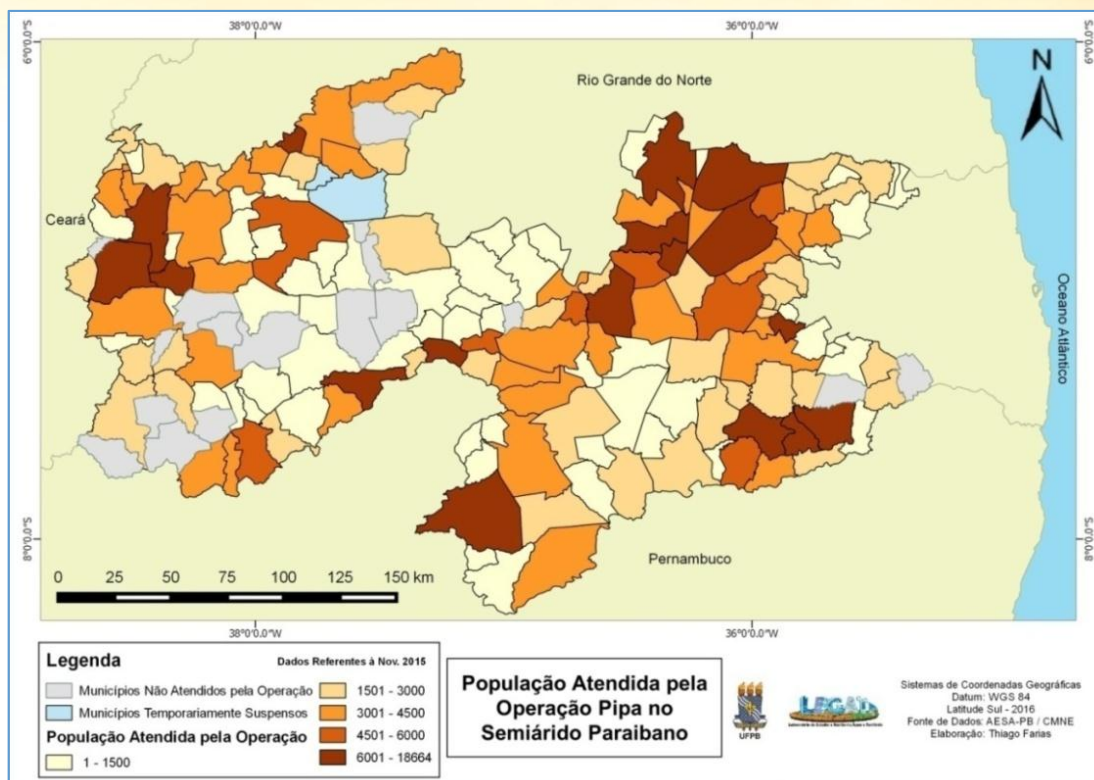 38°0'0.0"W
36°0'0.0"W
6°0'0.0"S
6°0'0.0"S
Rio Grande do Norte
N
Ceará
Oceano Atlântico
Pernambuco
8°0'0.0"S
8°0'0.0"S
0 25 50 75 100 125 150 km
38°0'0.0"W
36°0'0.0"W
Legenda
Dados Referentes à Nov. 2015
Municípios Não Atendidos pela Operação
Municípios Temporariamente Suspensos
População Atendida pela Operação
1 - 1500
1501 - 3000
3001 - 4500
4501 - 6000
6001 - 18664
População Atendida pela
Operação Pipa no
Semiárido Paraibano
UFPB
Sistemas de Coordenadas Geográficas
Datum: WGS 84
Latitude Sul - 2016
Fonte de Dados: AESA-PB / CMNE
Elaboração: Thiago Farias